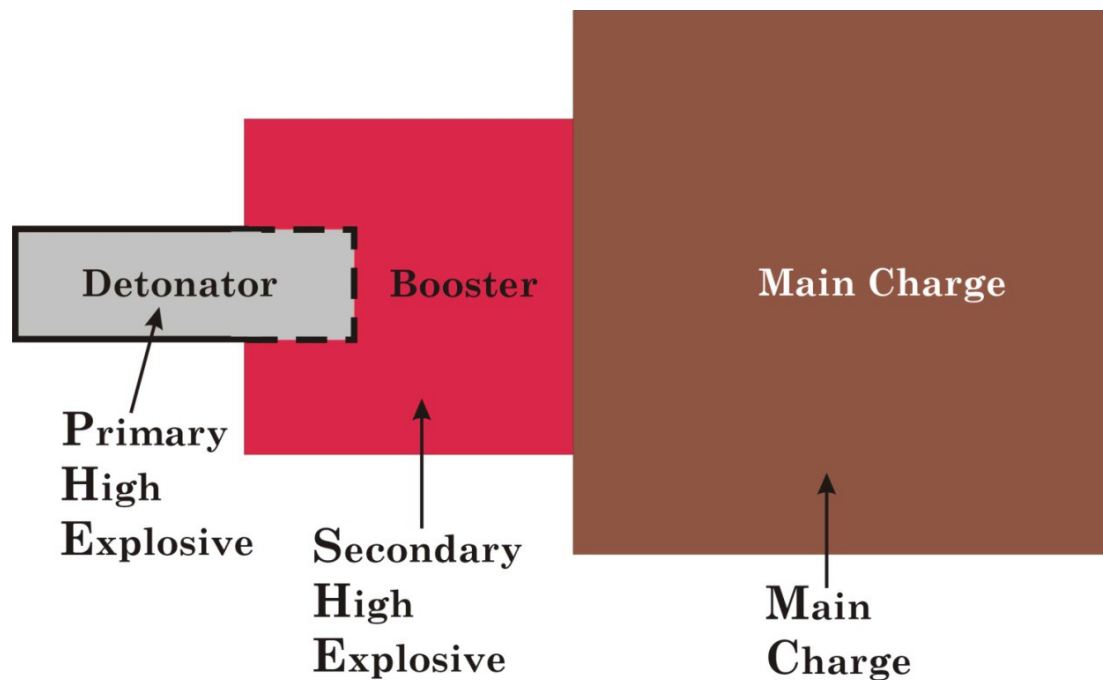 Detonator
Booster
Main Charge
Primary
High
Explosive
Secondary
High
Explosive
Main
Charge